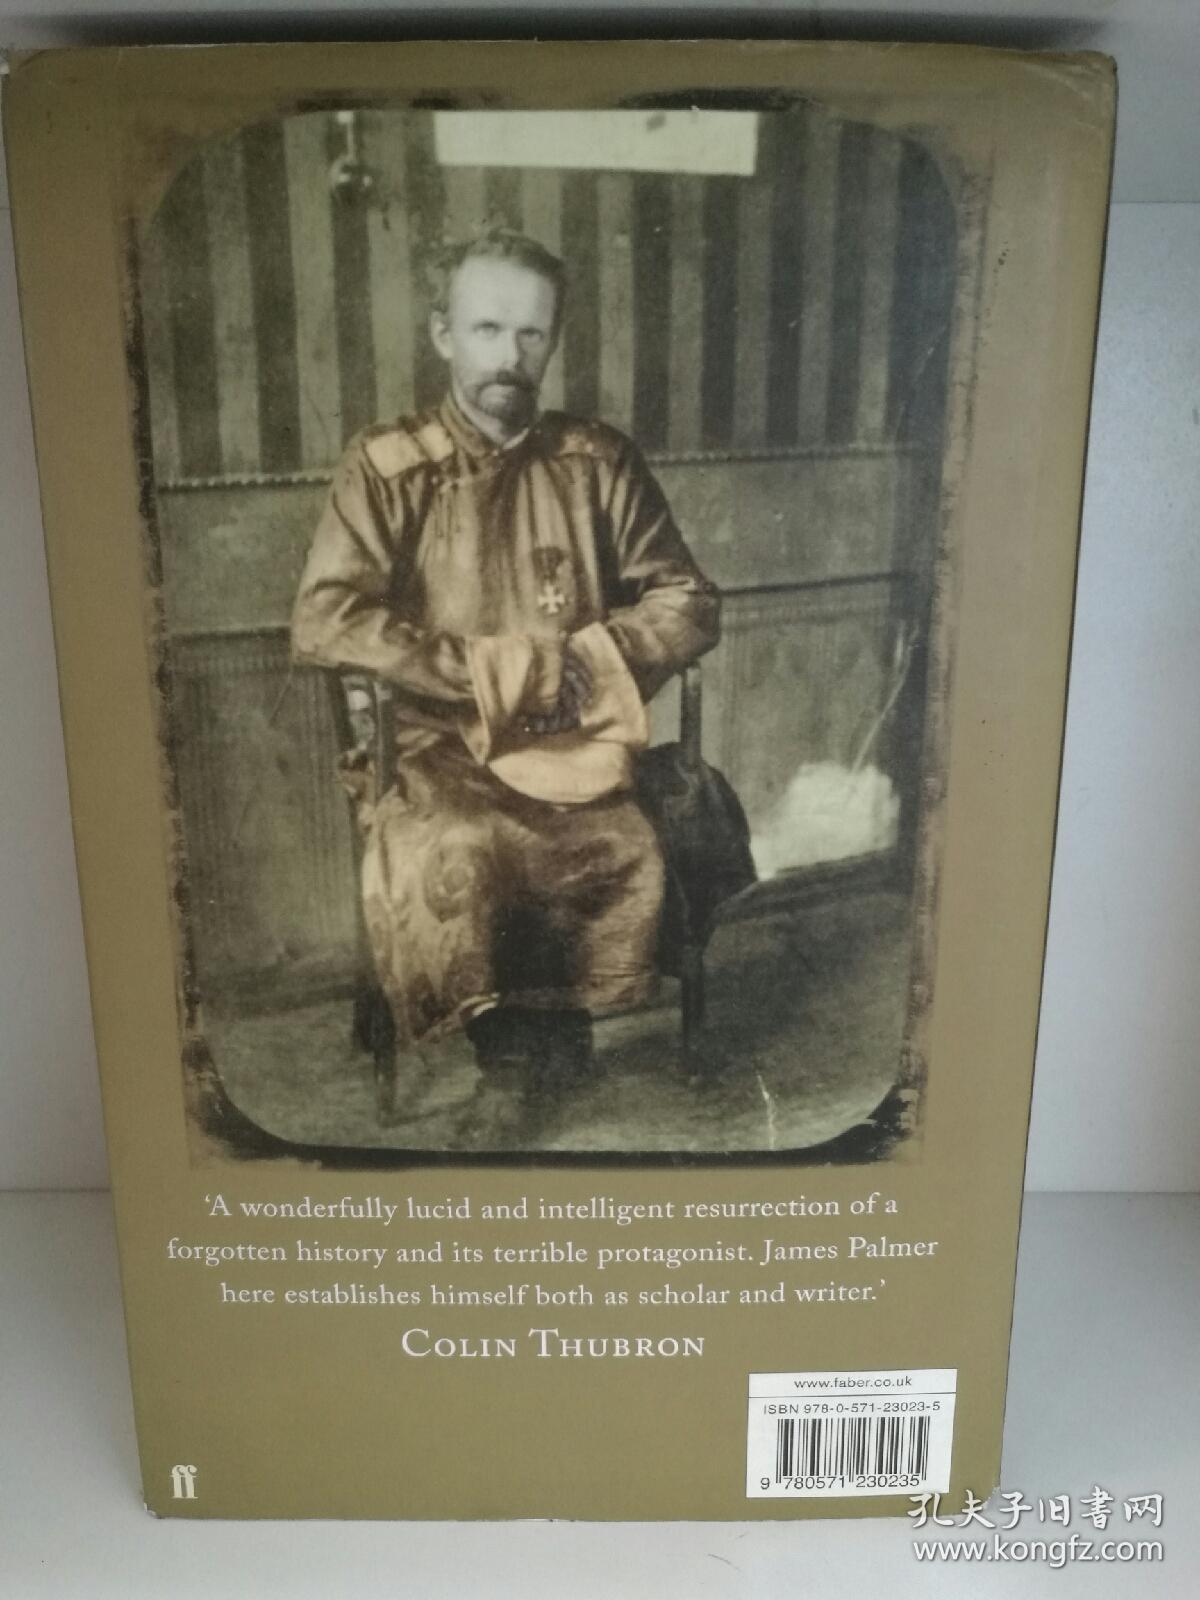 ‘A wonderfully lucid and intelligent resurrection of a
forgotten history and its terrible protagonist. James Palmer
here establishes himself both as scholar and writer.’
COLIN THUBRON
www.faber.co.uk
ISBN 978-0-571-23023-5
9 780571 230235
ff
孔夫子旧书网
www.kongfz.com